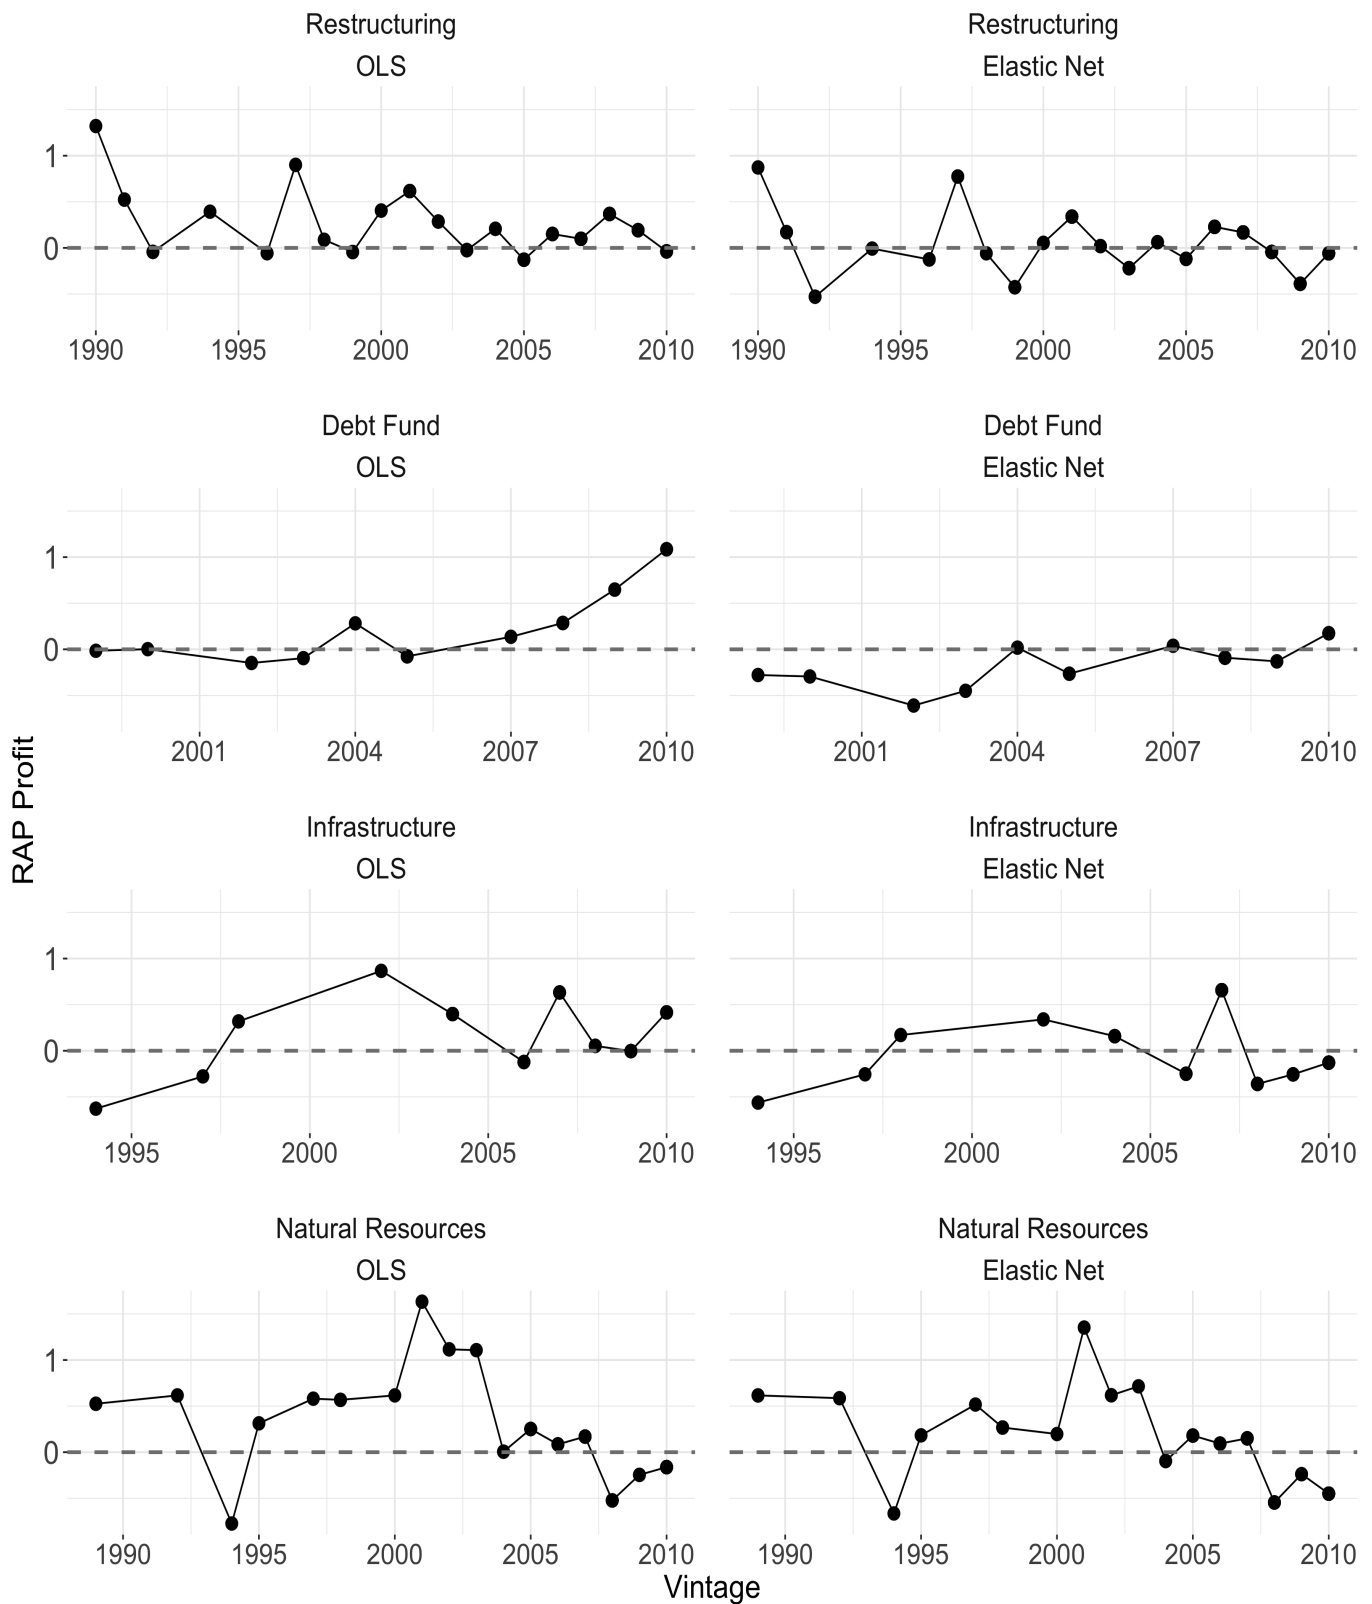 Restructuring
OLS
1
0
1990 1995 2000 2005 2010
Restructuring
Elastic Net
1990 1995 2000 2005 2010
Debt Fund
OLS
1
0
2001 2004 2007 2010
Debt Fund
Elastic Net
2001 2004 2007 2010
RAP Profit
Infrastructure
OLS
1
0
1995 2000 2005 2010
Infrastructure
Elastic Net
1995 2000 2005 2010
Natural Resources
OLS
1
0
1990 1995 2000 2005 2010
Natural Resources
Elastic Net
1990 1995 2000 2005 2010
Vintage